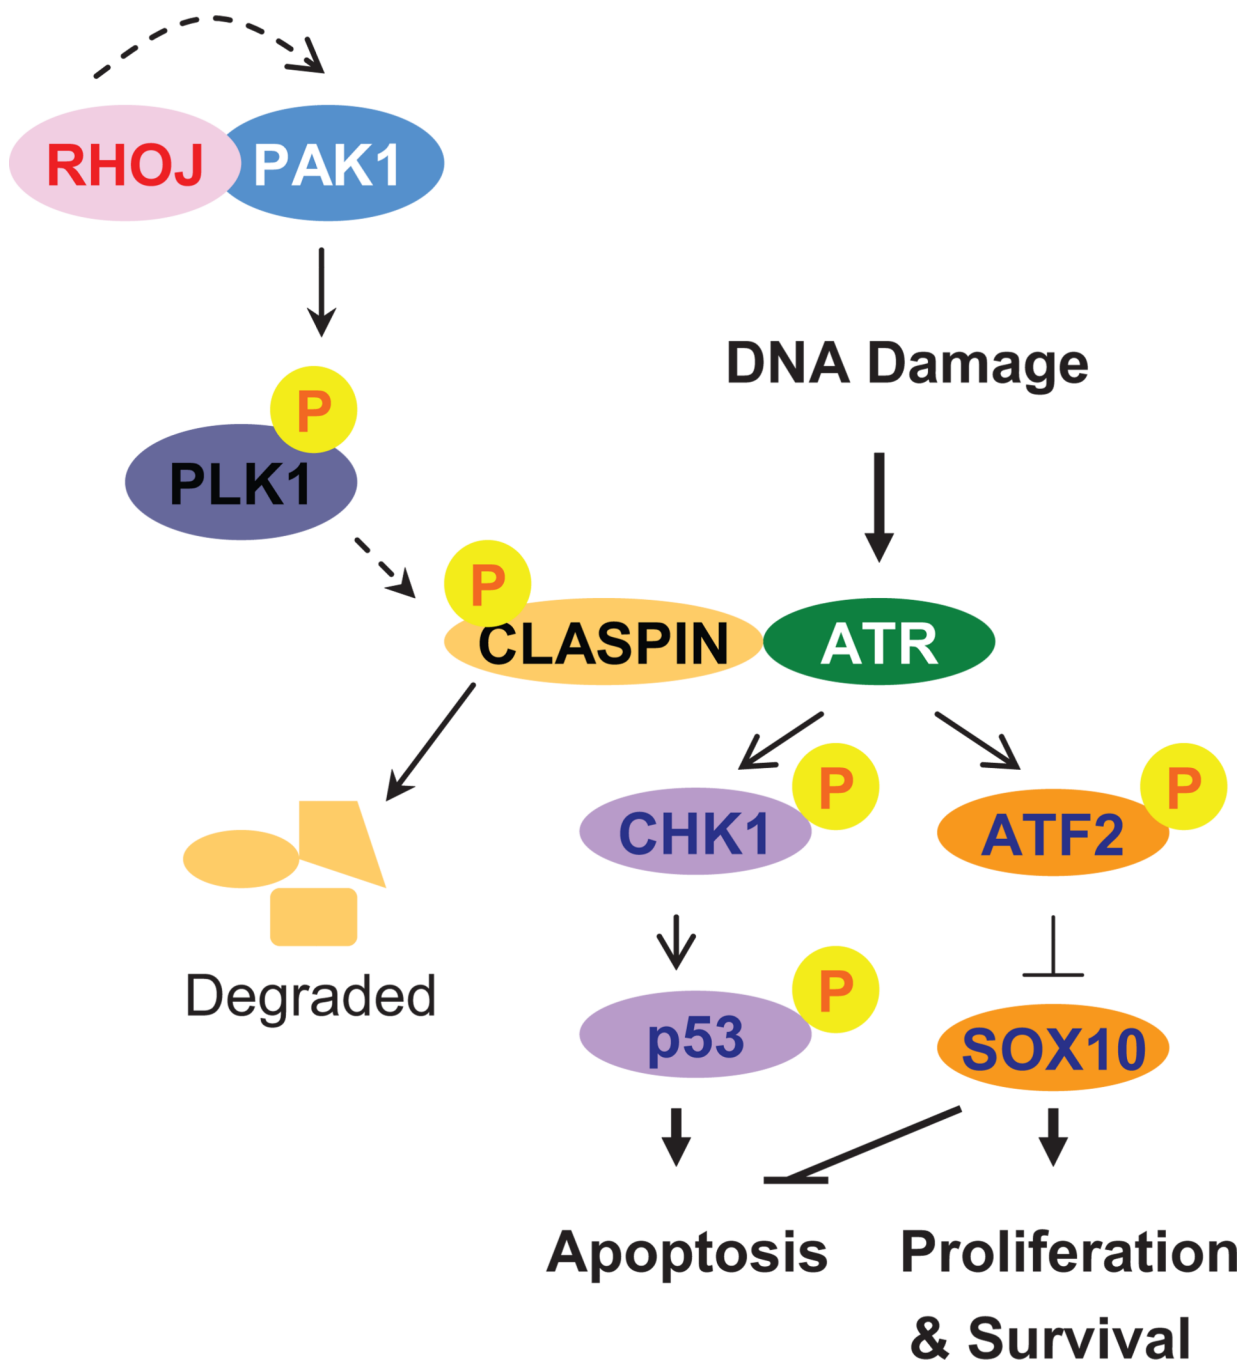 RHOJ PAK1
P
PLK1
DNA Damage
P
CLASPIN ATR
P P
CHK1 ATF2
Degraded
P
p53 SOX10
Apoptosis Proliferation
& Survival